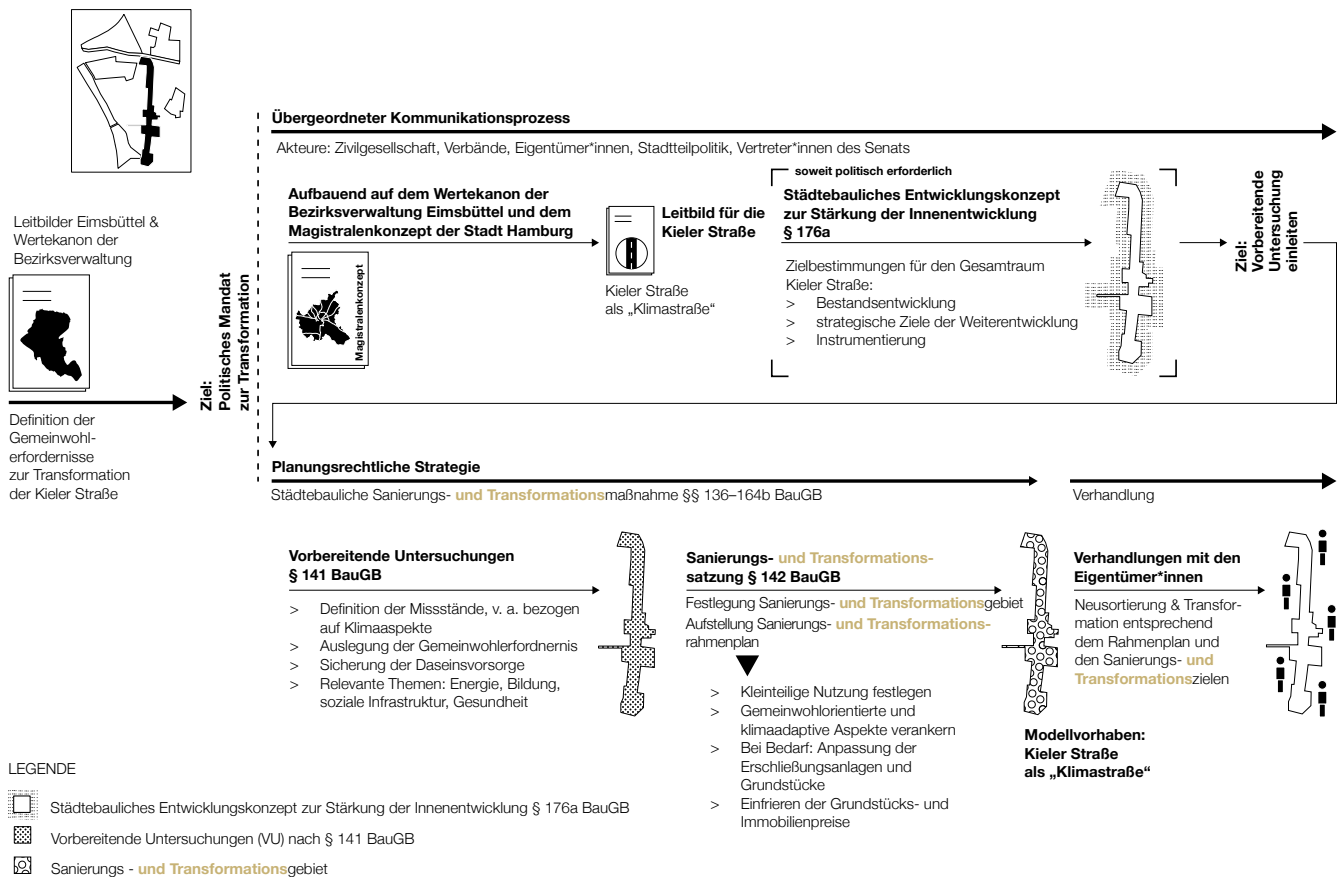 Leitbilder Eimsbüttel &
Wertekanon der
Bezirksverwaltung
Definition der
Gemeinwohl-
erfordernisse
zur Transformation
der Kieler Straße
Ziel:
Politisches Mandat
zur Transformation
Übergeordneter Kommunikationsprozess
Akteure: Zivilgesellschaft, Verbände, Eigentümer*innen, Stadtteilpolitik, Vertreter*innen des Senats
Aufbauend auf dem Wertekanon der
Bezirksverwaltung Eimsbüttel und dem
Magistralenkonzept der Stadt Hamburg
Magistralenkonzept
Leitbild für die
Kieler Straße
Kieler Straße
als „Klimastraße“
soweit politisch erforderlich
Städtebauliches Entwicklungskonzept
zur Stärkung der Innenentwicklung
§ 176a
Zielbestimmungen für den Gesamtraum
Kieler Straße:
> Bestandsentwicklung
> strategische Ziele der Weiterentwicklung
> Instrumentierung
Ziel:
Vorbereitende
Untersuchung
einleiten
Planungsrechtliche Strategie
Städtebauliche Sanierungs- und Transformationsmaßnahme §§ 136–164b BauGB
Verhandlung
Vorbereitende Untersuchungen
§ 141 BauGB
> Definition der Missstände, v. a. bezogen
auf Klimaaspekte
> Auslegung der Gemeinwohlerfordernis
> Sicherung der Daseinsvorsorge
> Relevante Themen: Energie, Bildung,
soziale Infrastruktur, Gesundheit
Sanierungs- und Transformations-
satzung § 142 BauGB
Festlegung Sanierungs- und Transformationsgebiet
Aufstellung Sanierungs- und Transformations-
rahmenplan
> Kleinteilige Nutzung festlegen
> Gemeinwohlorientierte und
klimaadaptive Aspekte verankern
> Bei Bedarf: Anpassung der
Erschließungsanlagen und
Grundstücke
> Einfrieren der Grundstücks- und
Immobilienpreise
Verhandlungen mit den
Eigentümer*innen
Neusortierung & Transfor-
mation entsprechend
dem Rahmenplan und
den Sanierungs- und
Transformationszielen
Modellvorhaben:
Kieler Straße
als „Klimastraße“
LEGENDE
Städtebauliches Entwicklungskonzept zur Stärkung der Innenentwicklung § 176a BauGB
Vorbereitende Untersuchungen (VU) nach § 141 BauGB
Sanierungs - und Transformationsgebiet